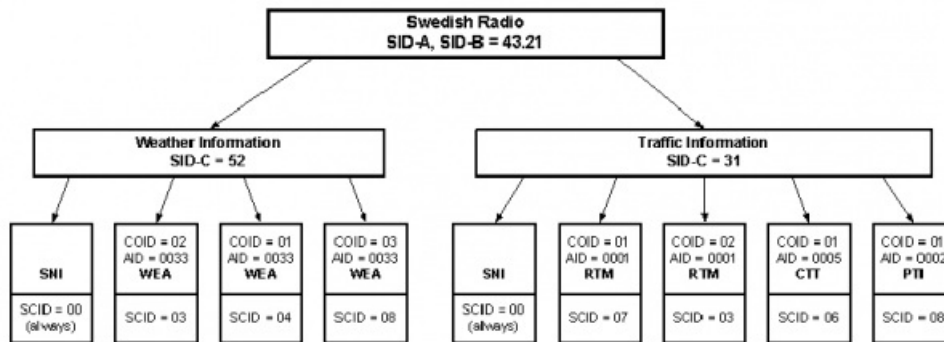 Swedish Radio
SID-A, SID-B = 43.21
Weather Information
SID-C = 52
Traffic Information
SID-C = 31
SNI
SCID = 00
(always)
COID = 02
AID = 0033
WEA
SCID = 03
COID = 01
AID = 0033
WEA
SCID = 04
COID = 03
AID = 0033
WEA
SCID = 08
SNI
SCID = 00
(always)
COID = 01
AID = 0001
RTM
SCID = 07
COID = 02
AID = 0001
RTM
SCID = 03
COID = 01
AID = 0005
CTT
SCID = 06
COID = 01
AID = 0002
PTI
SCID = 08